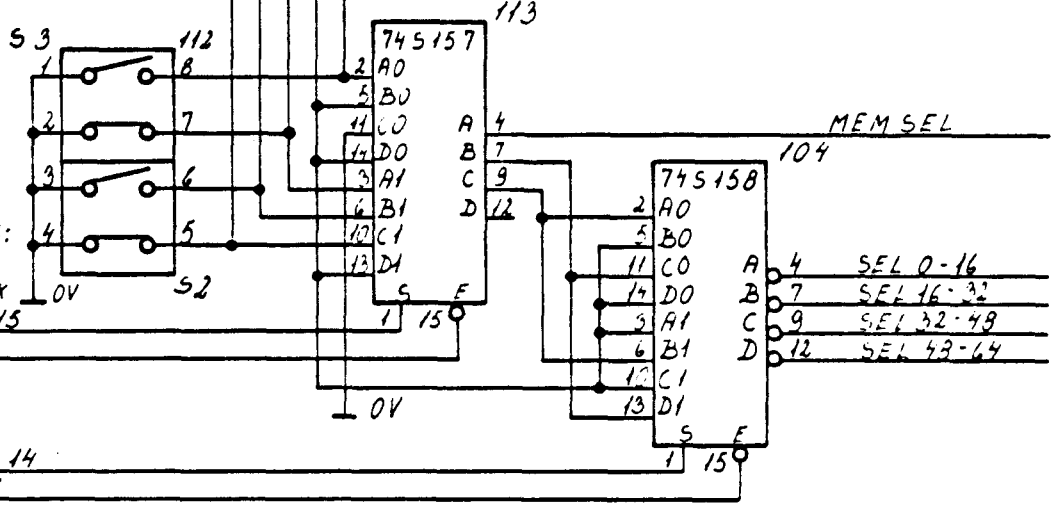 113
S3 112
74S157
1 8 2 A0
5 B0
11 C0 A 4 MEM SEL
2 7 14 D0 B 7 104
3 A1 C 9 74S158
3 6 6 B1 D 12 2 A0
4 5 10 C1 5 B0
13 D1 11 C0 A 4 SEL 0-16
S2
0V
15
1 S 15 E
14 D0 B 7 SEL 16-32
3 A1 C 9 SEL 32-48
6 B1 D 12 SEL 48-64
10 C1
0V
13 D1
14
1 S 15 E